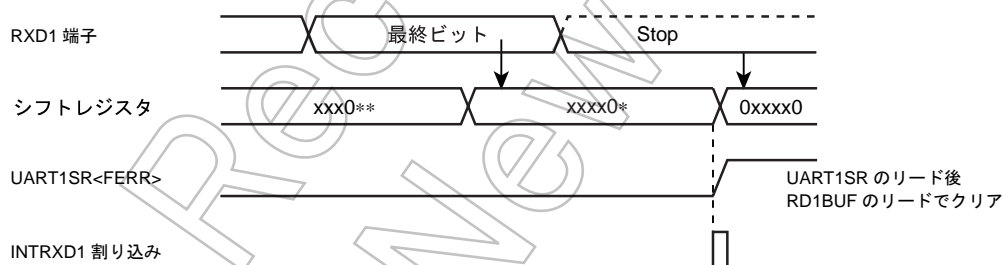 RXD1 端子
最終ビット
Stop
シフトレジスタ
xxx0**
xxxx0*
0xxxx0
UART1SR<FERR>
UART1SR のリード後
RD1BUF のリードでクリア
INTRXD1 割り込み